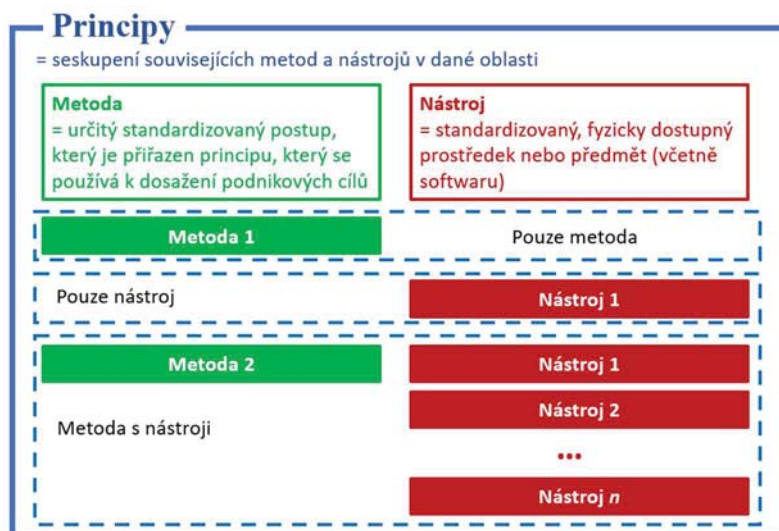 Principy
= seskupení souvisejících metod a nástrojů v dané oblasti
Metoda
= určitý standardizovaný postup,
který je přiřazen principu, který se
používá k dosažení podnikových cílů
Nástroj
= standardizovaný, fyzicky dostupný
prostředek nebo předmět (včetně
softwaru)
Metoda 1
Pouze metoda
Pouze nástroj
Nástroj 1
Metoda 2
Nástroj 1
Nástroj 2
Metoda s nástroji
...
Nástroj n